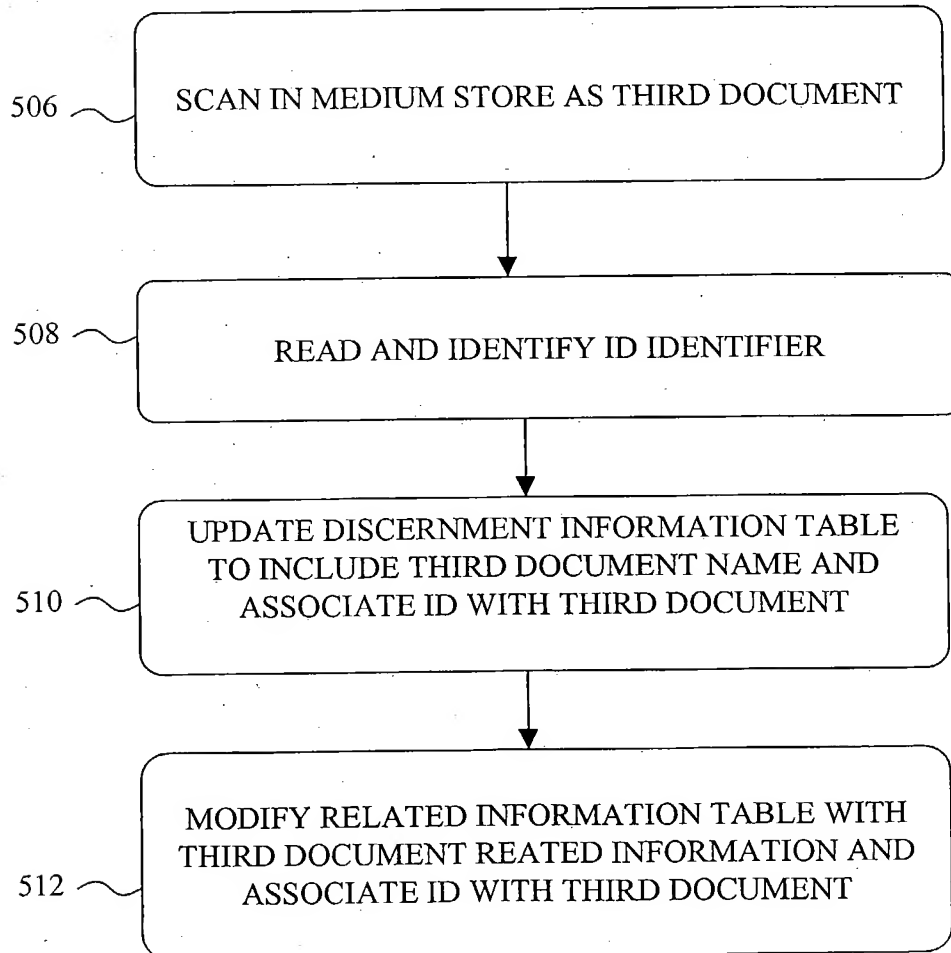 506
SCAN IN MEDIUM STORE AS THIRD DOCUMENT
508
READ AND IDENTIFY ID IDENTIFIER
510
UPDATE DISCERNMENT INFORMATION TABLE
TO INCLUDE THIRD DOCUMENT NAME AND
ASSOCIATE ID WITH THIRD DOCUMENT
512
MODIFY RELATED INFORMATION TABLE WITH
THIRD DOCUMENT REATED INFORMATION AND
ASSOCIATE ID WITH THIRD DOCUMENT